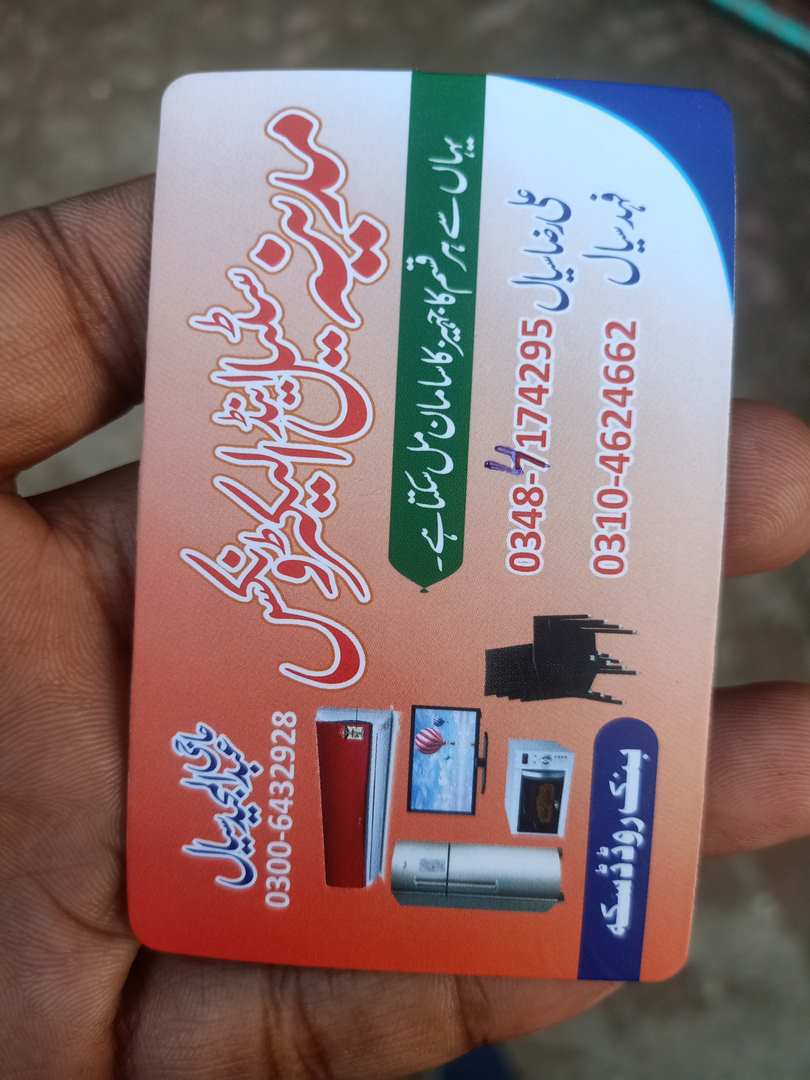 مدینہ سٹیل اینڈ الیکٹرونکس
حاجی عبدالمجید سیال
0300-6432928
یہاں سے ہر قسم کا جہیز کا سامان مل سکتا ہے۔
علی رضا سیال
0348-4174295
فہد سیال
0310-4624662
بنک روڈ ڈسکہ